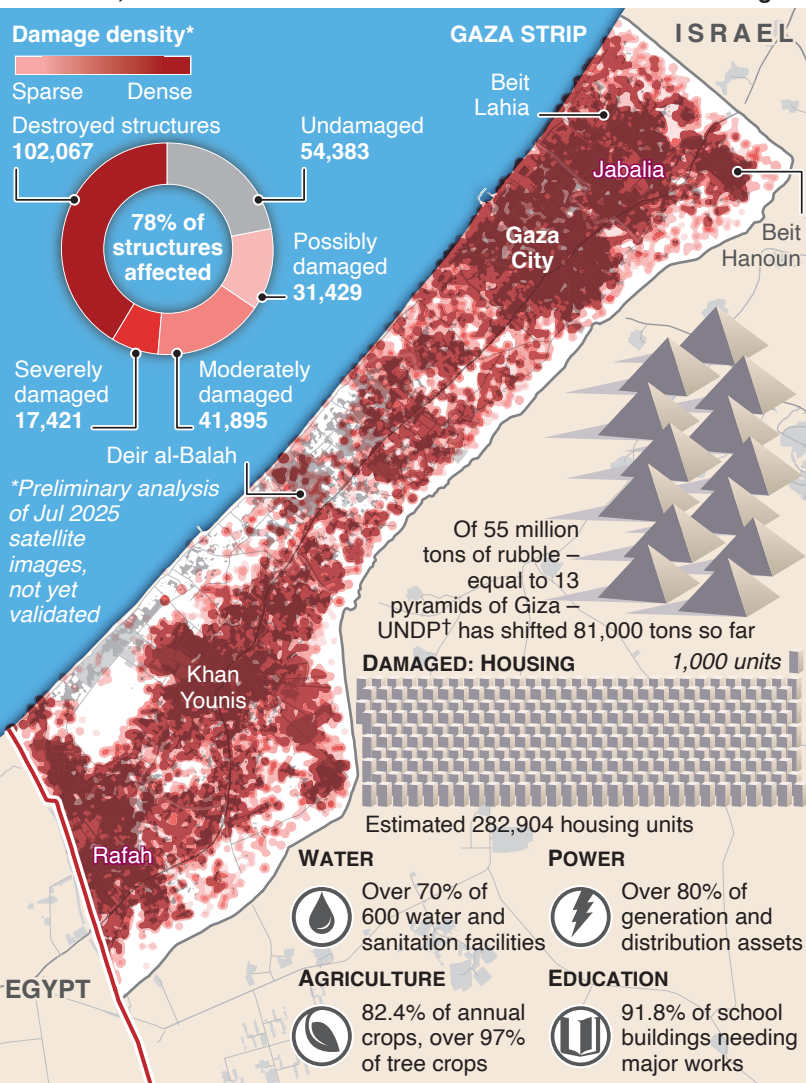 Damage density*
Sparse Dense
Destroyed structures
102,067
Undamaged
54,383
78% of
structures
affected
Possibly
damaged
31,429
Severely
damaged
17,421
Moderately
damaged
41,895
*Preliminary analysis
of Jul 2025
satellite
images,
not yet
validated
GAZA STRIP
ISRAEL
Beit
Lahia
Jabalia
Gaza
City
Beit
Hanoun
Deir al-Balah
Khan
Younis
Rafah
EGYPT
Of 55 million
tons of rubble –
equal to 13
pyramids of Giza –
UNDP† has shifted 81,000 tons so far
DAMAGED: HOUSING 1,000 units
Estimated 282,904 housing units
WATER
Over 70% of
600 water and
sanitation facilities
POWER
Over 80% of
generation and
distribution assets
AGRICULTURE
82.4% of annual
crops, over 97%
of tree crops
EDUCATION
91.8% of school
buildings needing
major works